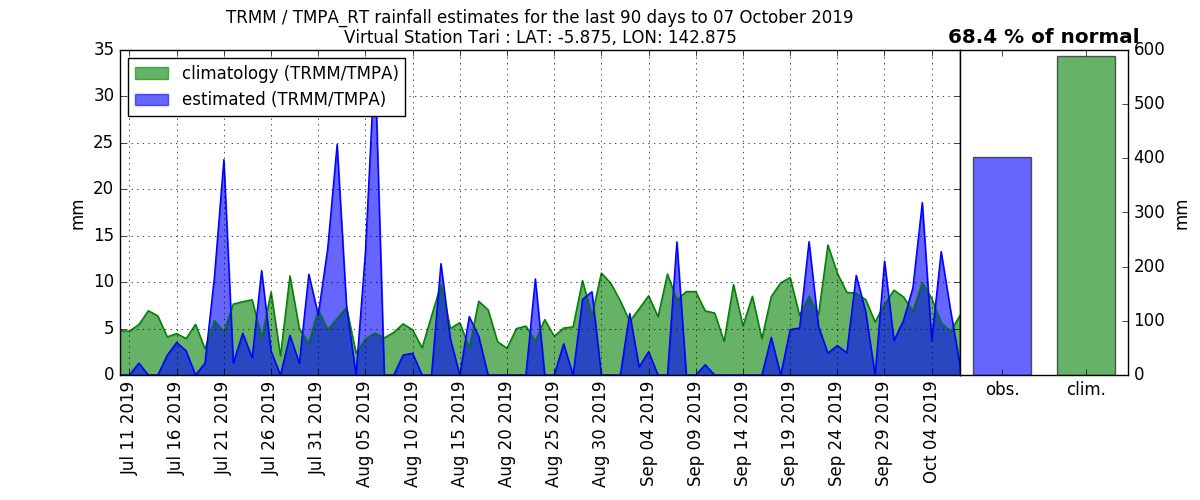 TRMM / TMPA_RT rainfall estimates for the last 90 days to 07 October 2019
Virtual Station Tari : LAT: -5.875, LON: 142.875
68.4 % of normal
climatology (TRMM/TMPA)
estimated (TRMM/TMPA)
mm
35
30
25
20
15
10
5
0
Jul 11 2019
Jul 16 2019
Jul 21 2019
Jul 26 2019
Jul 31 2019
Aug 05 2019
Aug 10 2019
Aug 15 2019
Aug 20 2019
Aug 25 2019
Aug 30 2019
Sep 04 2019
Sep 09 2019
Sep 14 2019
Sep 19 2019
Sep 24 2019
Sep 29 2019
Oct 04 2019
obs.
clim.
600
500
400
300
200
100
0
mm